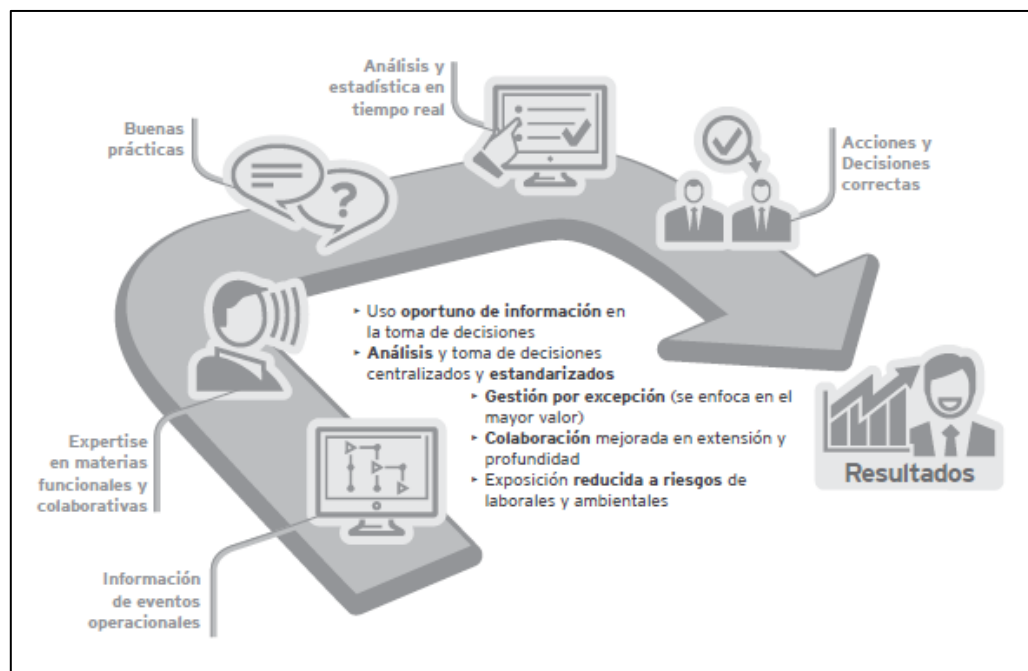 Análisis y
estadística en
tiempo real
Buenas
prácticas
Acciones y
Decisiones
correctas
▸ Uso oportuno de información en
la toma de decisiones
▸ Análisis y toma de decisiones
centralizados y estandarizados
▸ Gestión por excepción (se enfoca en el
mayor valor)
▸ Colaboración mejorada en extensión y
profundidad
▸ Exposición reducida a riesgos de
laborales y ambientales
Expertise
en materias
funcionales y
colaborativas
Resultados
Información
de eventos
operacionales
?